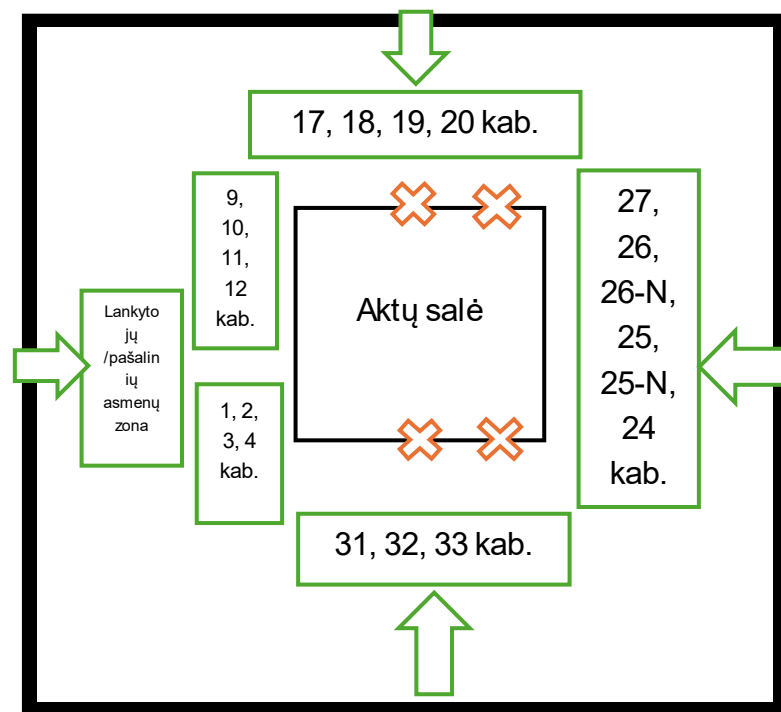 17, 18, 19, 20 kab.
9,
10,
11,
12
kab.
27,
26,
26-N,
25,
25-N,
24
kab.
Aktų salė
Lankyto
jų
/pašalin
ių
asmenų
zona
1, 2,
3, 4
kab.
31, 32, 33 kab.